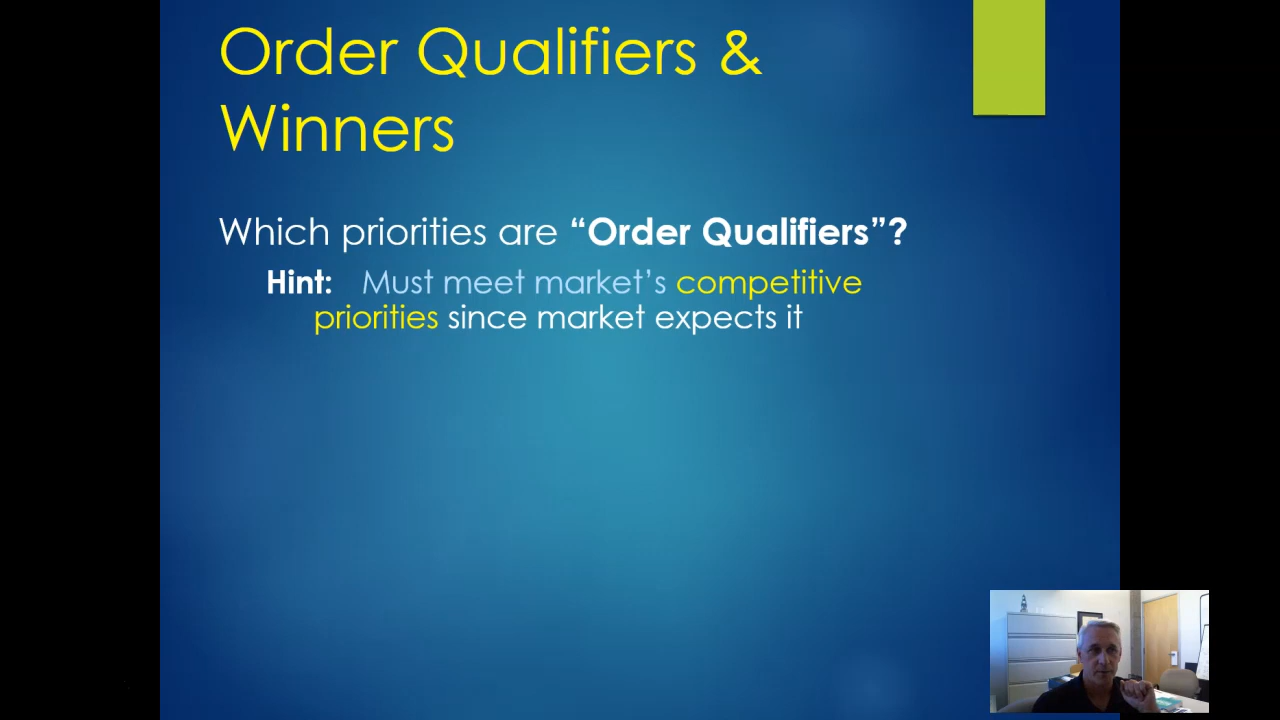 Order Qualifiers &
Winners
Which priorities are “Order Qualifiers”?
Hint: Must meet market’s competitive
priorities since market expects it